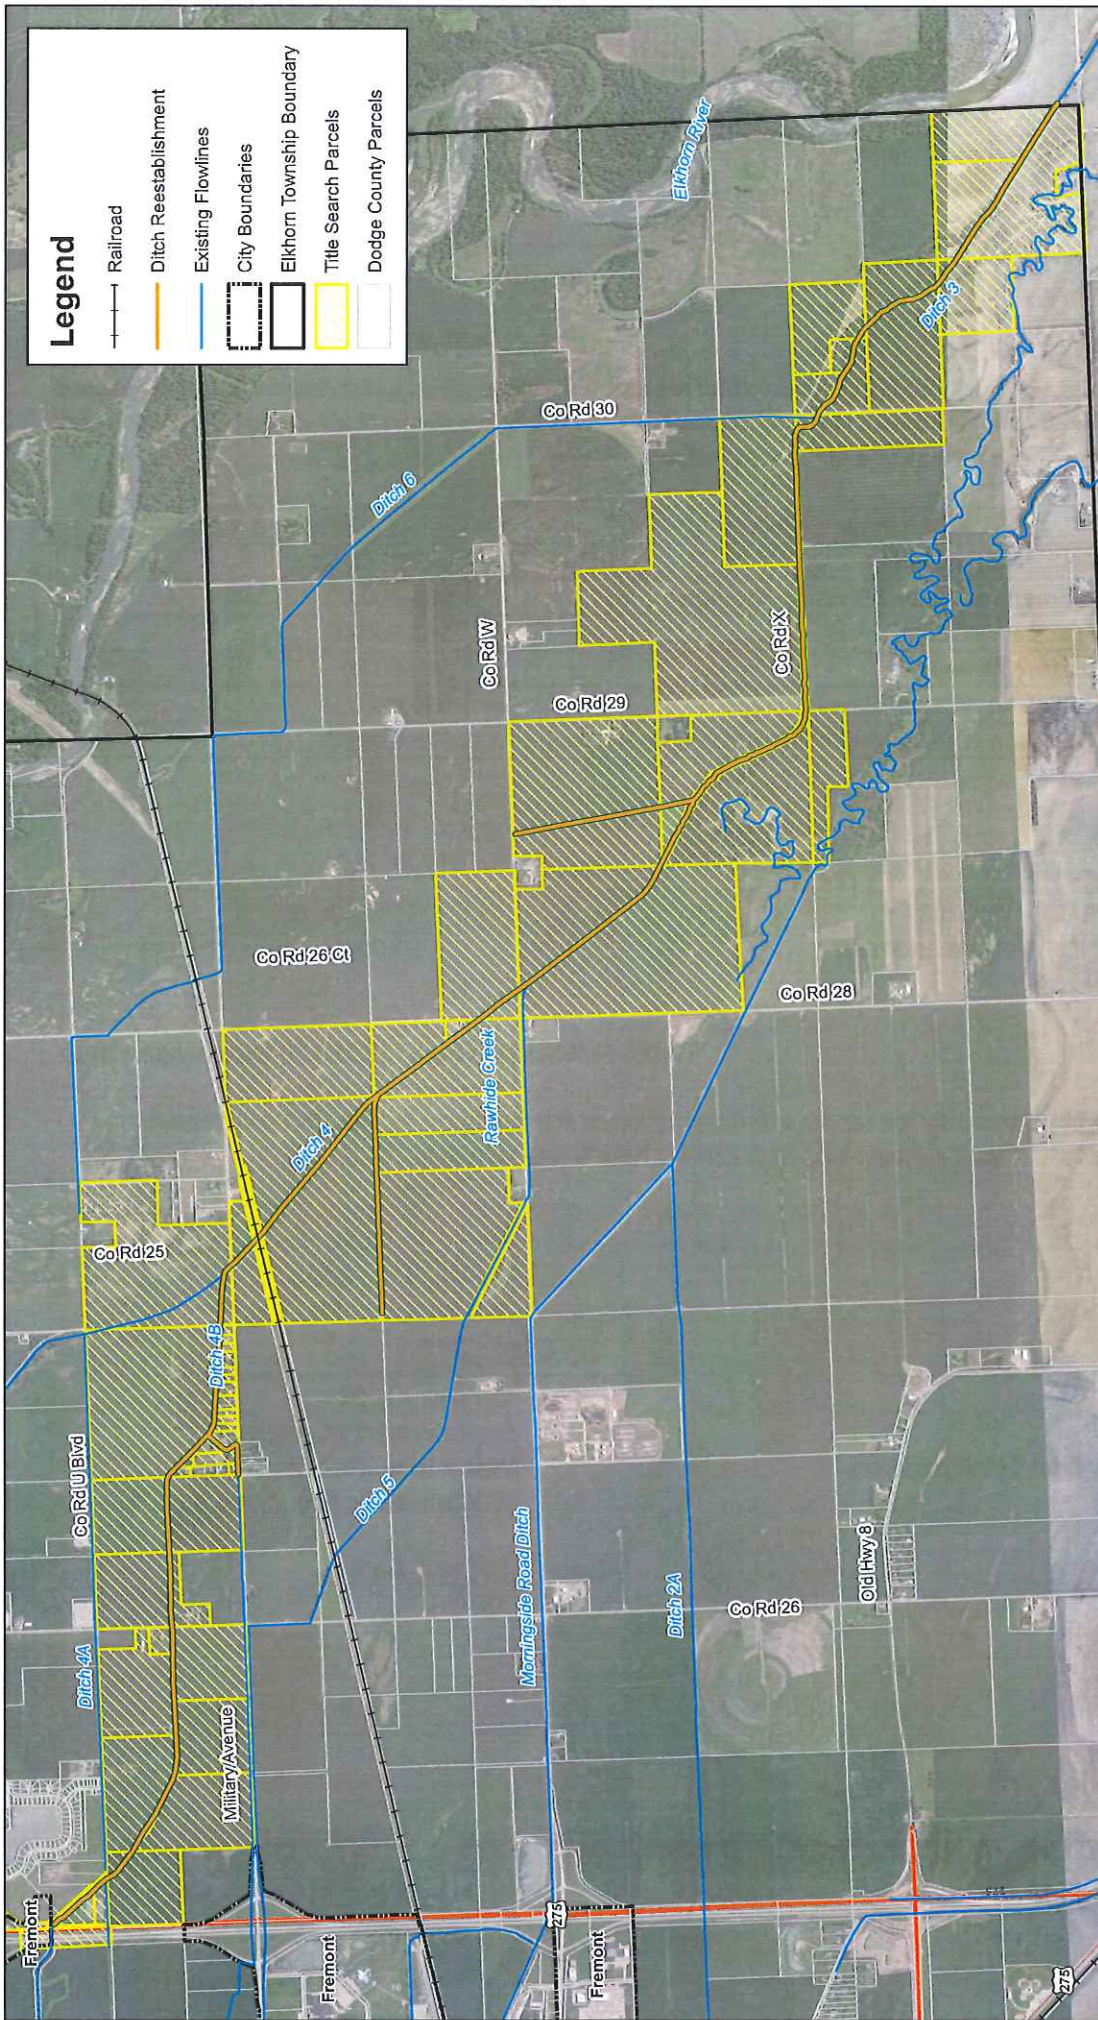 Legend
Railroad
Ditch Reestablishment
Existing Flowlines
City Boundaries
Elkhorn Township Boundary
Title Search Parcels
Dodge County Parcels
Fremont
Ditch 4A
Co Rd U Blvd
Co Rd 25
Military Avenue
Ditch 4B
Ditch 4
Co Rd 26 Ct
Fremont
Ditch 5
Rawhide Creek
Co Rd W
Ditch 6
Co Rd 30
Elkhorn River
Co Rd 29
275
Fremont
Morningside Road Ditch
Ditch 2A
Co Rd 26
Co Rd 28
Co Rd X
Ditch 3
Old Hwy 8
275
275